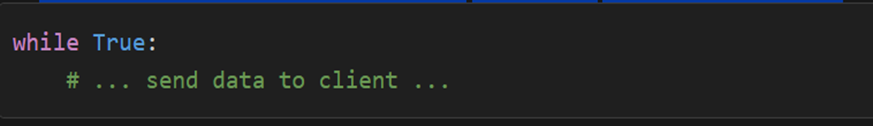 while True:
    # ... send data to client ...